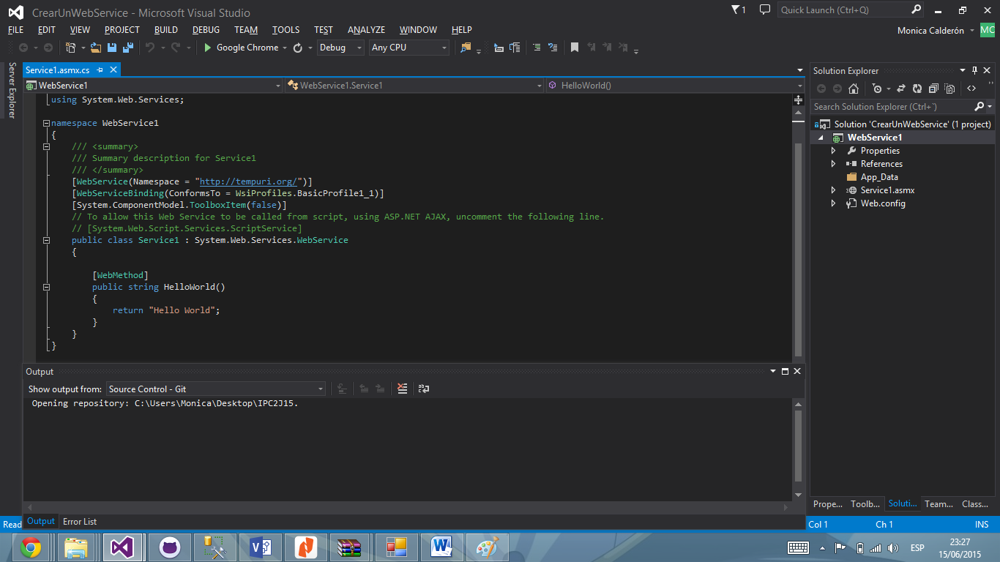 CrearUnWebService - Microsoft Visual Studio
1
Quick Launch (Ctrl+Q)
FILE EDIT VIEW PROJECT BUILD DEBUG TEAM TOOLS TEST ANALYZE WINDOW HELP
Monica Calderón
MC
Google Chrome
Debug
Any CPU
Server Explorer
Service1.asmx.cs
WebService1
WebService1.Service1
HelloWorld()
using System.Web.Services;
namespace WebService1
{
/// <summary>
/// Summary description for Service1
/// </summary>
[WebService(Namespace = "http://tempuri.org/")]
[WebServiceBinding(ConformsTo = WsiProfiles.BasicProfile1_1)]
[System.ComponentModel.ToolboxItem(false)]
// To allow this Web Service to be called from script, using ASP.NET AJAX, uncomment the following line.
// [System.Web.Script.Services.ScriptService]
public class Service1 : System.Web.Services.WebService
{
[WebMethod]
public string HelloWorld()
{
return "Hello World";
}
}
}
Output
Show output from:
Source Control - Git
Opening repository: C:\Users\Monica\Desktop\IPC2J15.
Output
Error List
Solution Explorer
Search Solution Explorer (Ctrl+`)
Solution 'CrearUnWebService' (1 project)
WebService1
Properties
References
App_Data
Service1.asmx
Web.config
Prope... Toolb... Soluti... Team... Class...
Read
Col 1
Ch 1
INS
ESP
23:27
15/06/2015